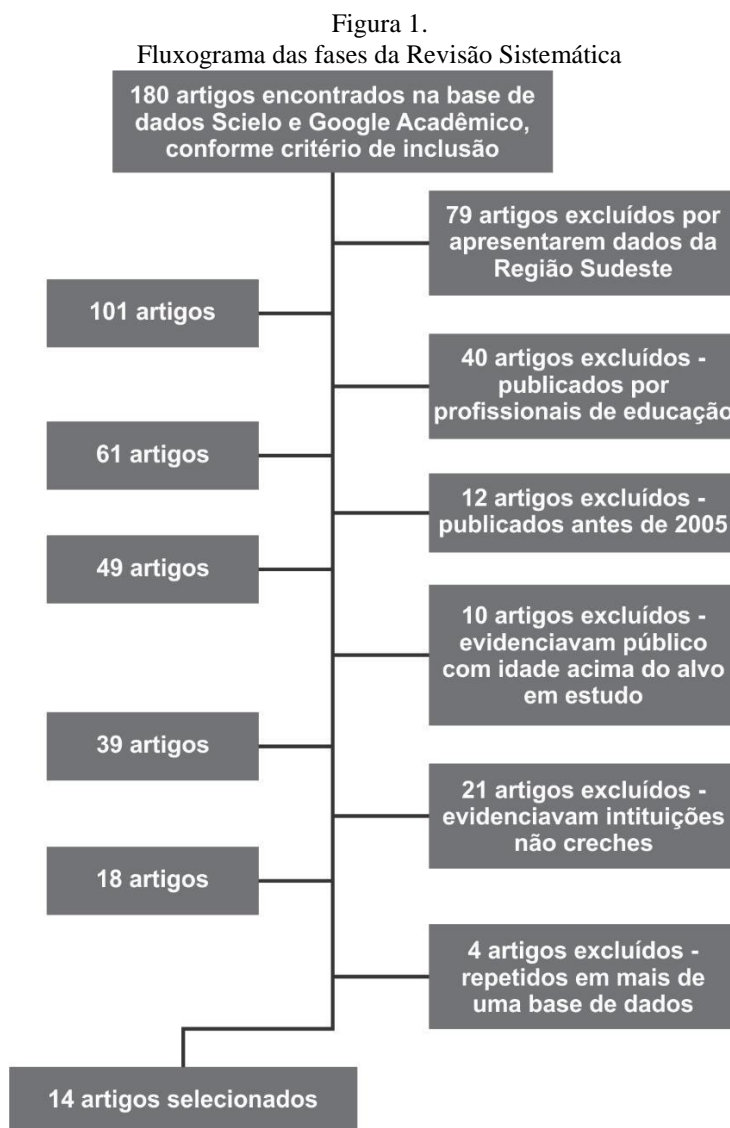 Figura 1.
Fluxograma das fases da Revisão Sistemática
180 artigos encontrados na base de
dados Scielo e Google Acadêmico,
conforme critério de inclusão
79 artigos excluídos por
apresentarem dados da
Região Sudeste
101 artigos
40 artigos excluídos -
publicados por
profissionais de educação
61 artigos
12 artigos excluídos -
publicados antes de 2005
49 artigos
10 artigos excluídos -
evidenciavam público
com idade acima do alvo
em estudo
39 artigos
21 artigos excluídos -
evidenciavam intituições
não creches
18 artigos
4 artigos excluídos -
repetidos em mais de
uma base de dados
14 artigos selecionados